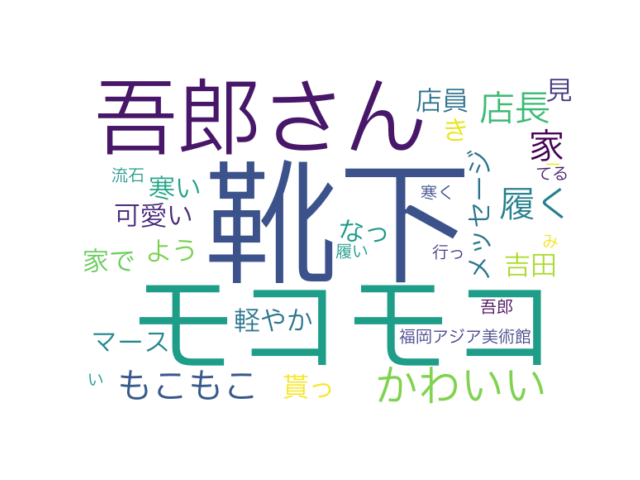 吾郎さん
店員
店長
見
き
家
てる
流石
寒い
靴下
寒く
メッセージ
履く
可愛い
なっ
履い
行っ
家で
よう
吉田
み
モコモコ
軽やか
吾郎
マース
福岡アジア美術館
い
もこもこ
貰っ
かわいい